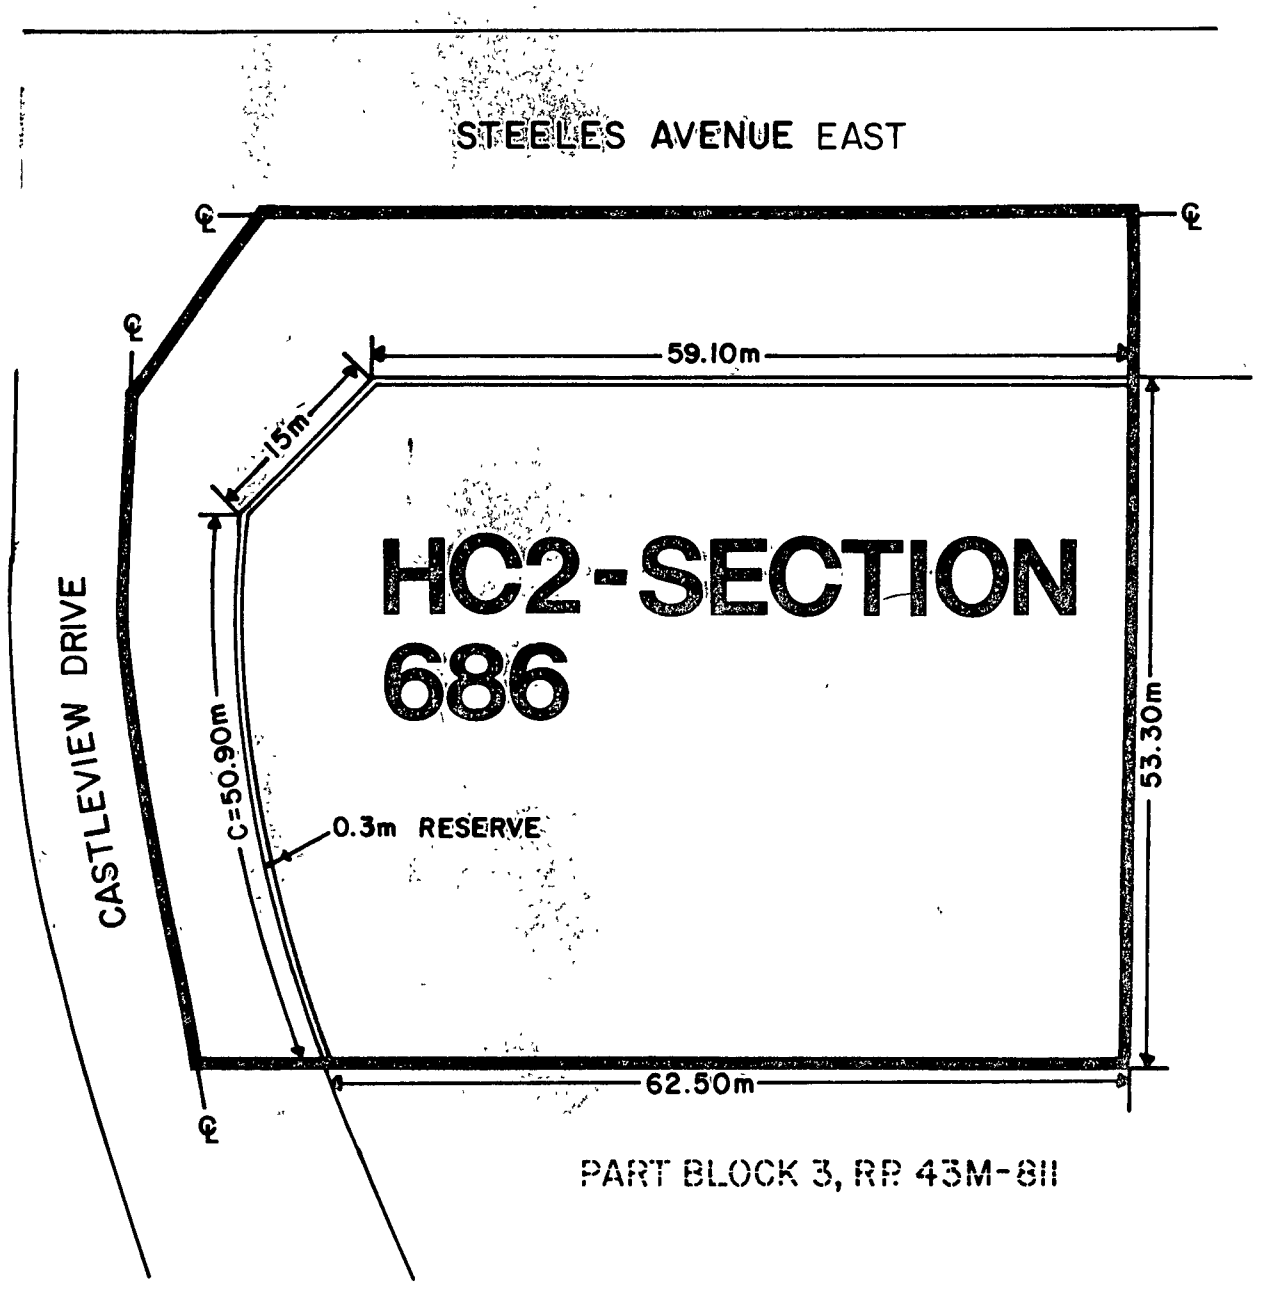 STEELES AVENUE EAST
℄
℄
℄
59.10m
15m
HC2-SECTION
686
CASTLEVIEW DRIVE
C=50.90m
53.30m
0.3m RESERVE
62.50m
℄
PART BLOCK 3, R.P. 43M-811